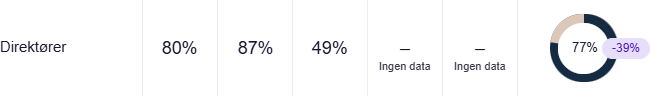 Direktører 80% 87% 49% – – 77% -39%
Ingen data Ingen data